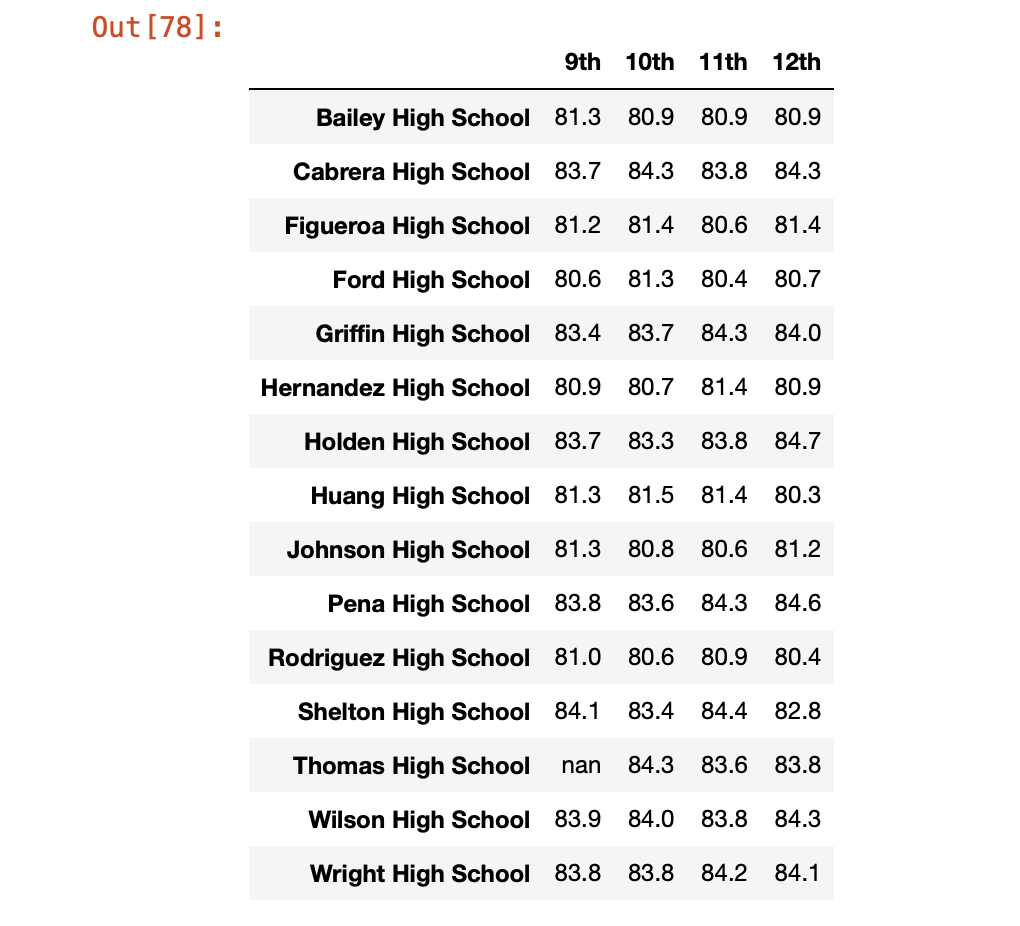 Out[78]:
9th 10th 11th 12th
Bailey High School 81.3 80.9 80.9 80.9
Cabrera High School 83.7 84.3 83.8 84.3
Figueroa High School 81.2 81.4 80.6 81.4
Ford High School 80.6 81.3 80.4 80.7
Griffin High School 83.4 83.7 84.3 84.0
Hernandez High School 80.9 80.7 81.4 80.9
Holden High School 83.7 83.3 83.8 84.7
Huang High School 81.3 81.5 81.4 80.3
Johnson High School 81.3 80.8 80.6 81.2
Pena High School 83.8 83.6 84.3 84.6
Rodriguez High School 81.0 80.6 80.9 80.4
Shelton High School 84.1 83.4 84.4 82.8
Thomas High School nan 84.3 83.6 83.8
Wilson High School 83.9 84.0 83.8 84.3
Wright High School 83.8 83.8 84.2 84.1